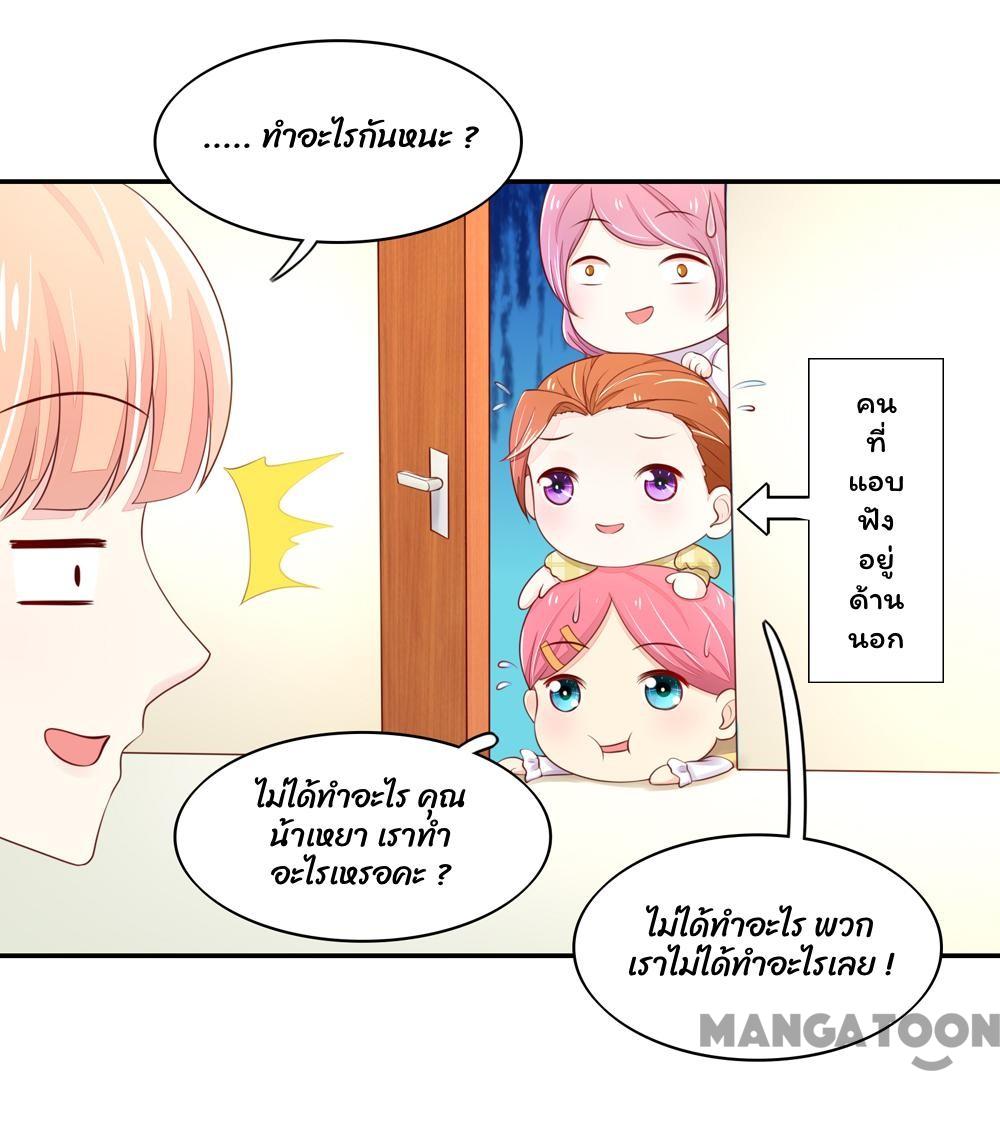 ..... ทำอะไรกันหนะ ?
คน
ที่
แอบ
ฟัง
อยู่
ด้าน
นอก
ไม่ได้ทำอะไร คุณ
น้าเหยา เราทำ
อะไรเหรอคะ ?
ไม่ได้ทำอะไร พวก
เราไม่ได้ทำอะไรเลย !
MANGATOON